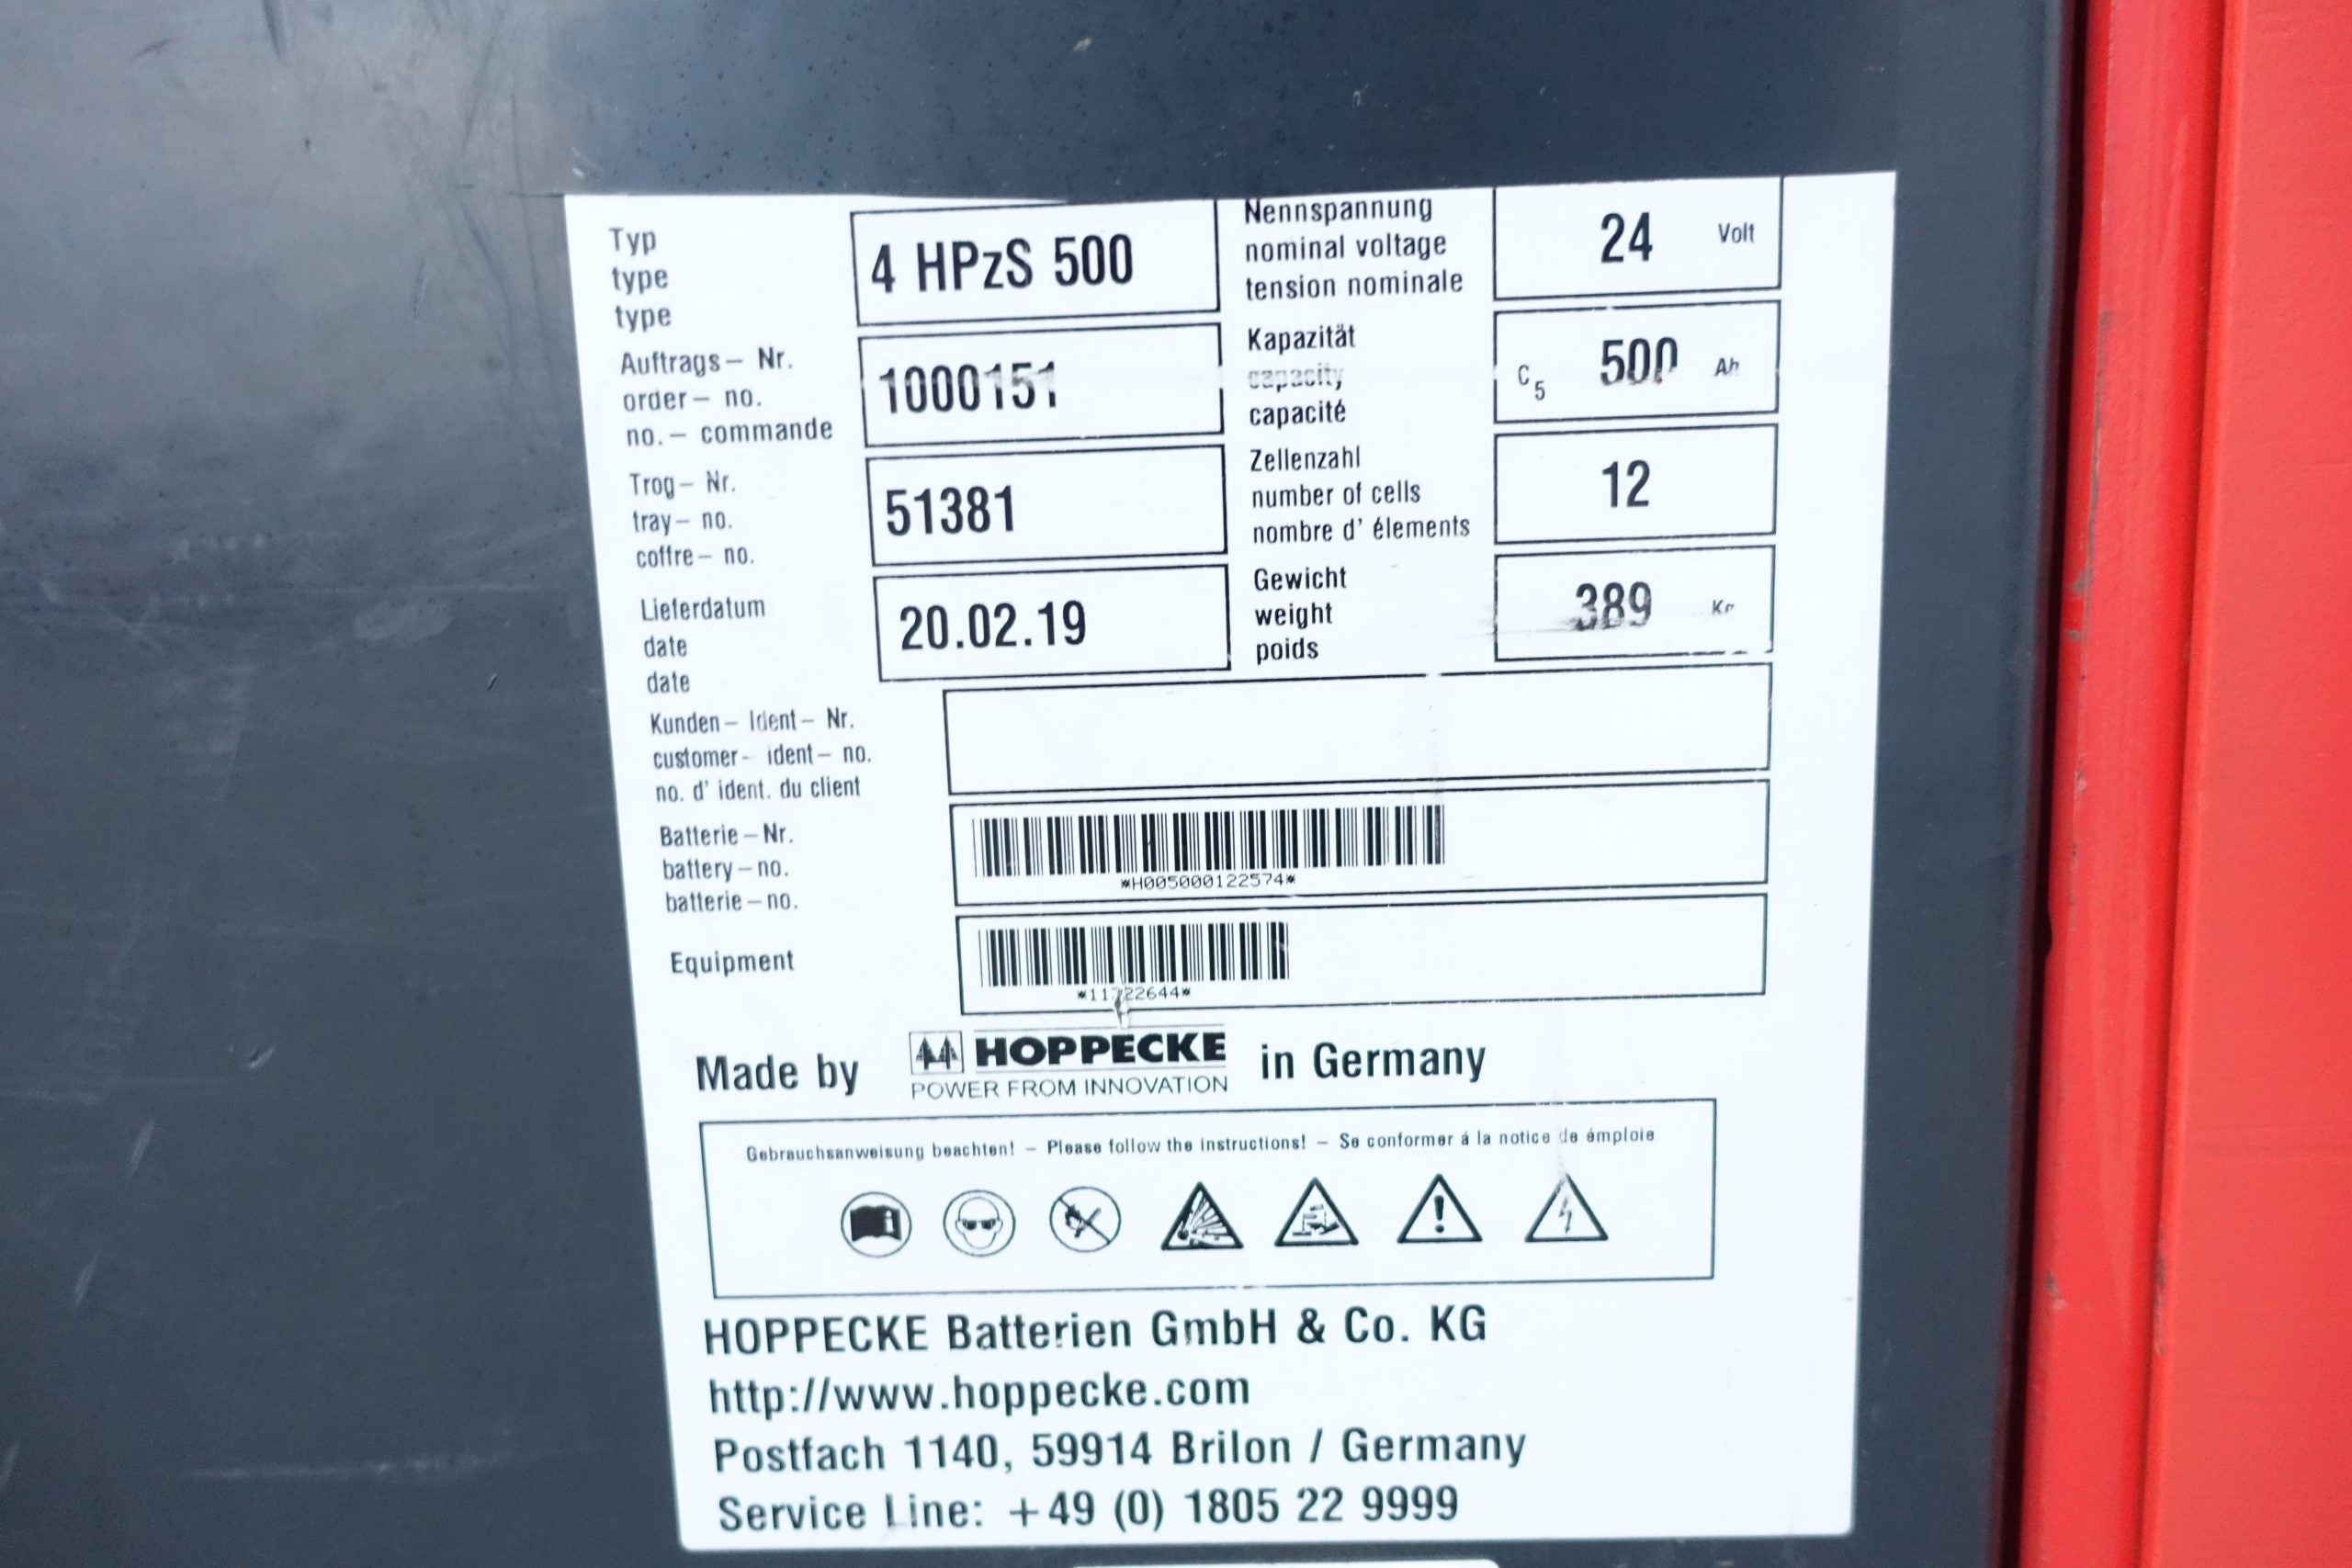 Typ
type
type
4 HPzS 500
Nennspannung
nominal voltage
tension nominale
24 Volt
Auftrags– Nr.
order– no.
no.– commande
1000151
Kapazität
capacity
capacité
C5 500 Ah
Trog– Nr.
tray– no.
coffre– no.
51381
Zellenzahl
number of cells
nombre d' élements
12
Lieferdatum
date
date
20.02.19
Gewicht
weight
poids
389
Kunden– Ident– Nr.
customer– ident– no.
no. d' ident. du client
Batterie–Nr.
battery–no.
batterie–no.
*H005000122574*
Equipment
*11722644*
Made by HOPPECKE in Germany
POWER FROM INNOVATION
Gebrauchsanweisung beachten! – Please follow the instructions! – Se conformer á la notice de émploie
HOPPECKE Batterien GmbH & Co. KG
http://www.hoppecke.com
Postfach 1140, 59914 Brilon / Germany
Service Line: +49 (0) 1805 22 9999